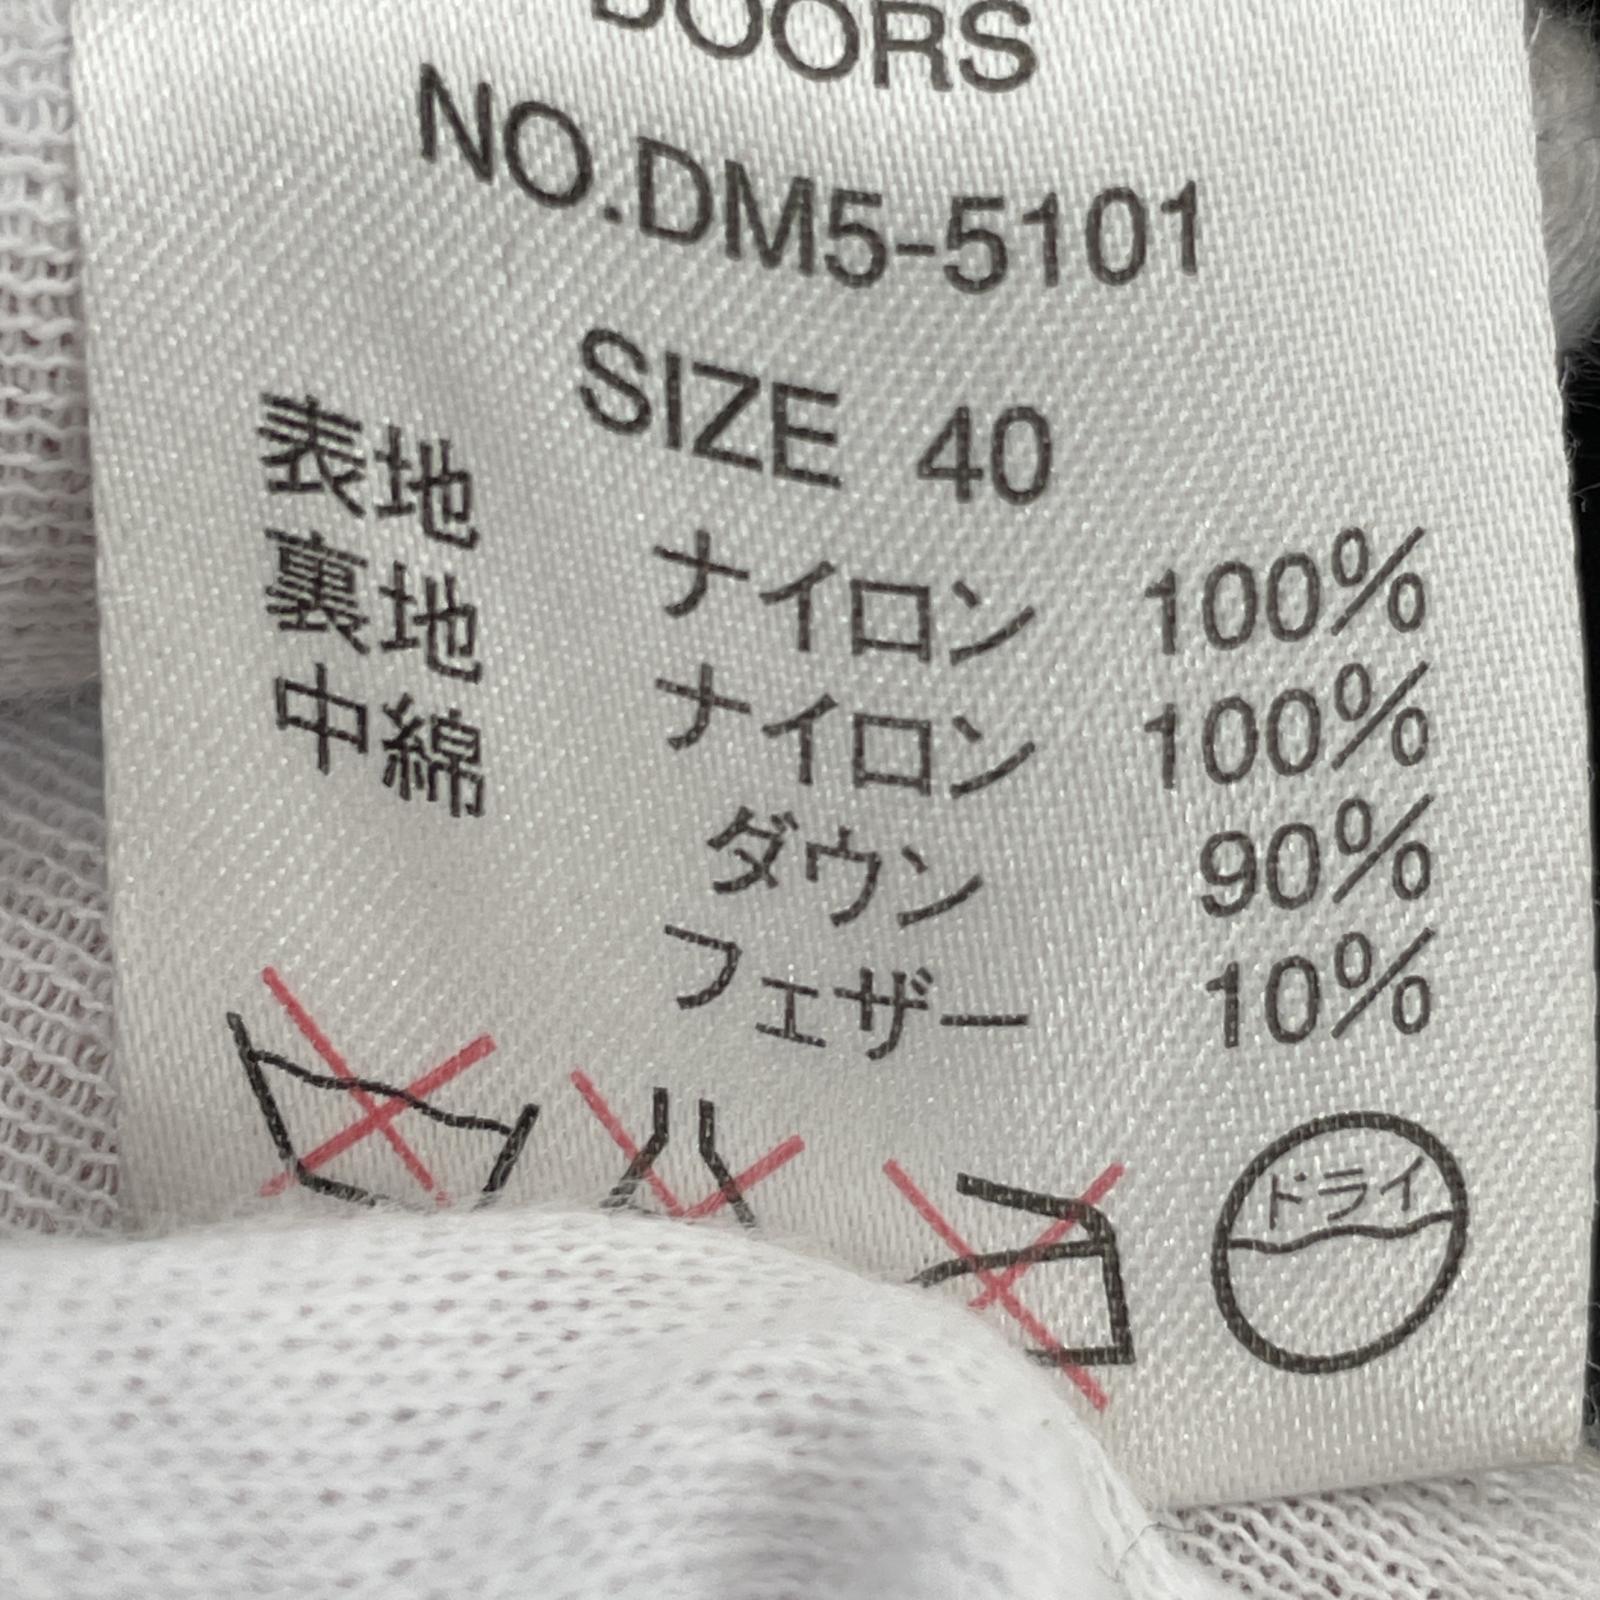 DOORS
NO.DM5-5101
SIZE 40
表地 ナイロン 100%
裏地 ナイロン 100%
中綿 ダウン 90%
フェザー 10%
ドライ